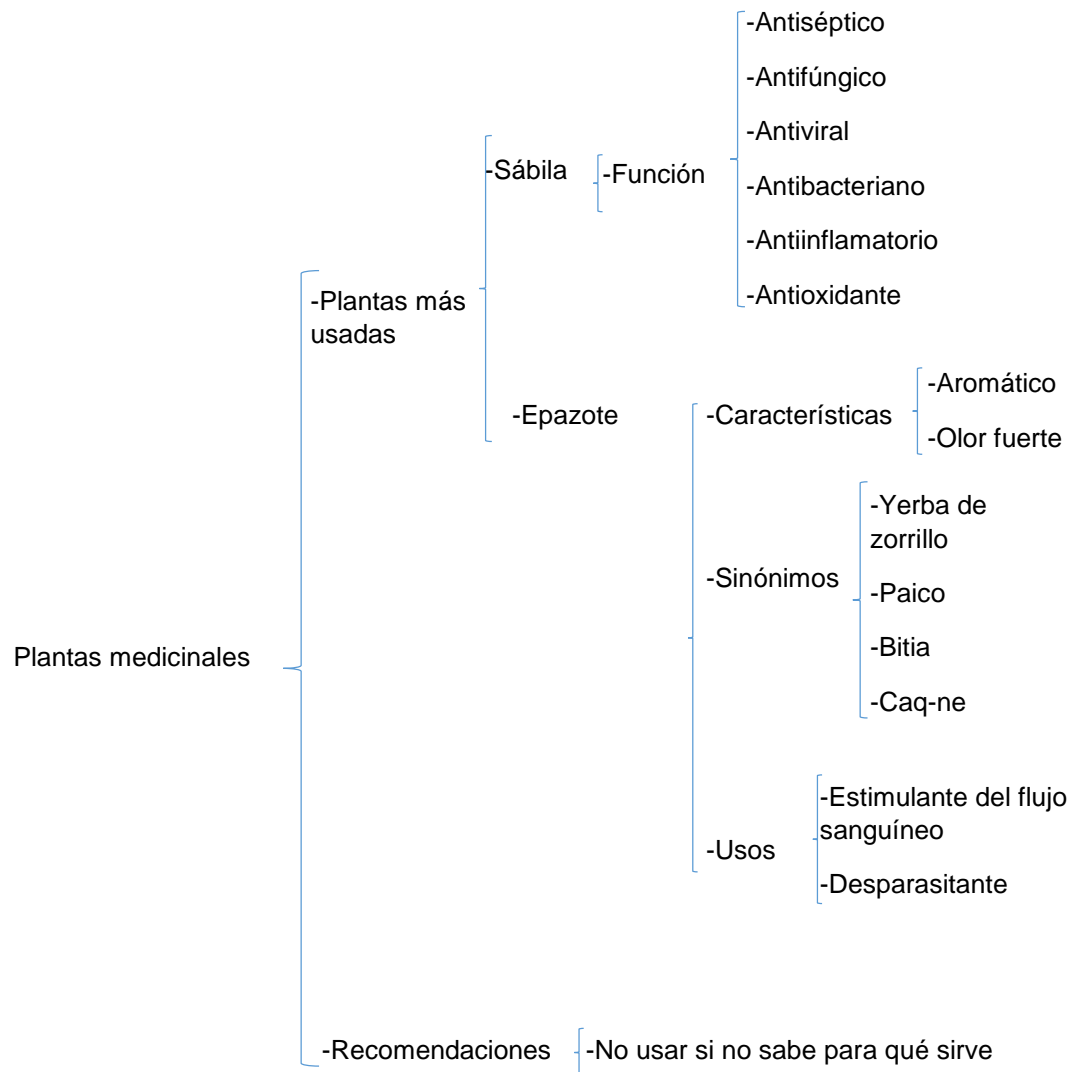 -Antiséptico
-Antifúngico
-Antiviral
-Sábila
-Función
-Antibacteriano
-Antiinflamatorio
-Antioxidante
-Plantas más
usadas
-Epazote
-Características
-Aromático
-Olor fuerte
-Yerba de
zorrillo
-Sinónimos
-Paico
-Bitia
-Caq-ne
Plantas medicinales
-Estimulante del flujo
sanguíneo
-Usos
-Desparasitante
-Recomendaciones
-No usar si no sabe para qué sirve